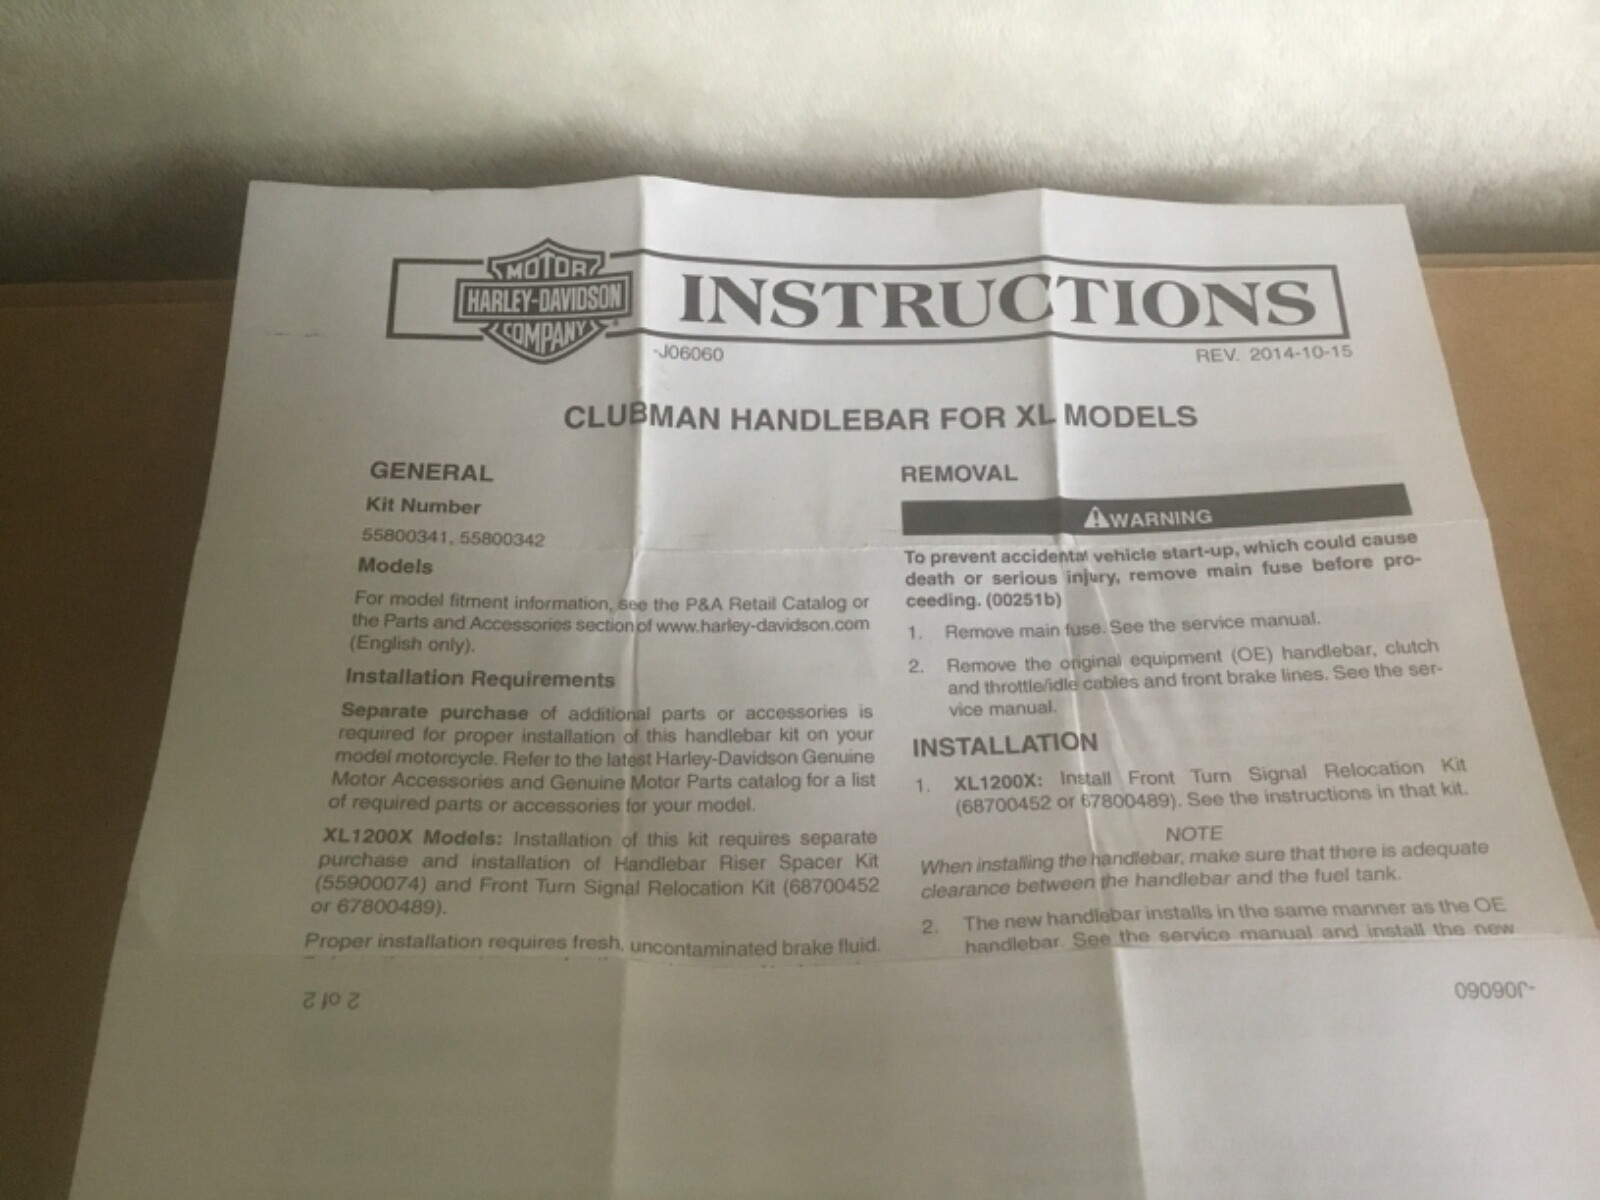 MOTOR
HARLEY-DAVIDSON
COMPANY
INSTRUCTIONS
-J06060
REV. 2014-10-15
CLUBMAN HANDLEBAR FOR XL MODELS
GENERAL
Kit Number
55800341, 55800342
Models
For model fitment information, see the P&A Retail Catalog or
the Parts and Accessories section of www.harley-davidson.com
(English only).
Installation Requirements
Separate purchase of additional parts or accessories is
required for proper installation of this handlebar kit on your
model motorcycle. Refer to the latest Harley-Davidson Genuine
Motor Accessories and Genuine Motor Parts catalog for a list
of required parts or accessories for your model.
XL1200X Models: Installation of this kit requires separate
purchase and installation of Handlebar Riser Spacer Kit
(55900074) and Front Turn Signal Relocation Kit (68700452
or 67800489).
Proper installation requires fresh, uncontaminated brake fluid.
REMOVAL
WARNING
To prevent accidental vehicle start-up, which could cause
death or serious injury, remove main fuse before pro-
ceeding. (00251b)
1. Remove main fuse. See the service manual.
2. Remove the original equipment (OE) handlebar, clutch
and throttle/idle cables and front brake lines. See the ser-
vice manual.
INSTALLATION
1. XL1200X: Install Front Turn Signal Relocation Kit
(68700452 or 67800489). See the instructions in that kit.
NOTE
When installing the handlebar, make sure that there is adequate
clearance between the handlebar and the fuel tank.
2. The new handlebar installs in the same manner as the OE
handlebar. See the service manual and install the new
2 of 2
-J06060